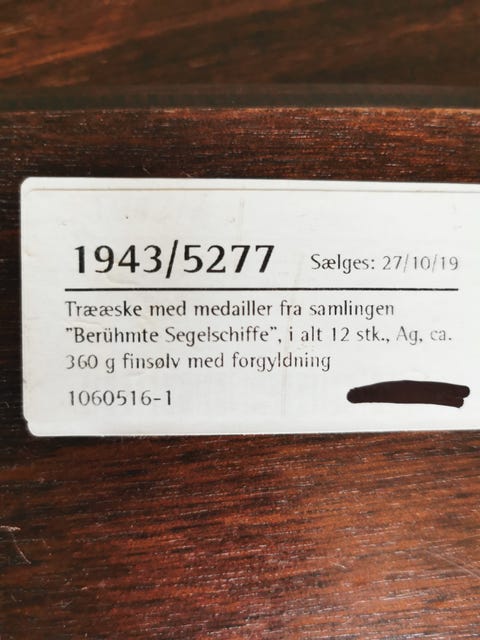 1943/5277 Sælges: 27/10/19
Trææske med medailler fra samlingen
"Berühmte Segelschiffe", i alt 12 stk., Ag, ca.
360 g finsølv med forgyldning
1060516-1